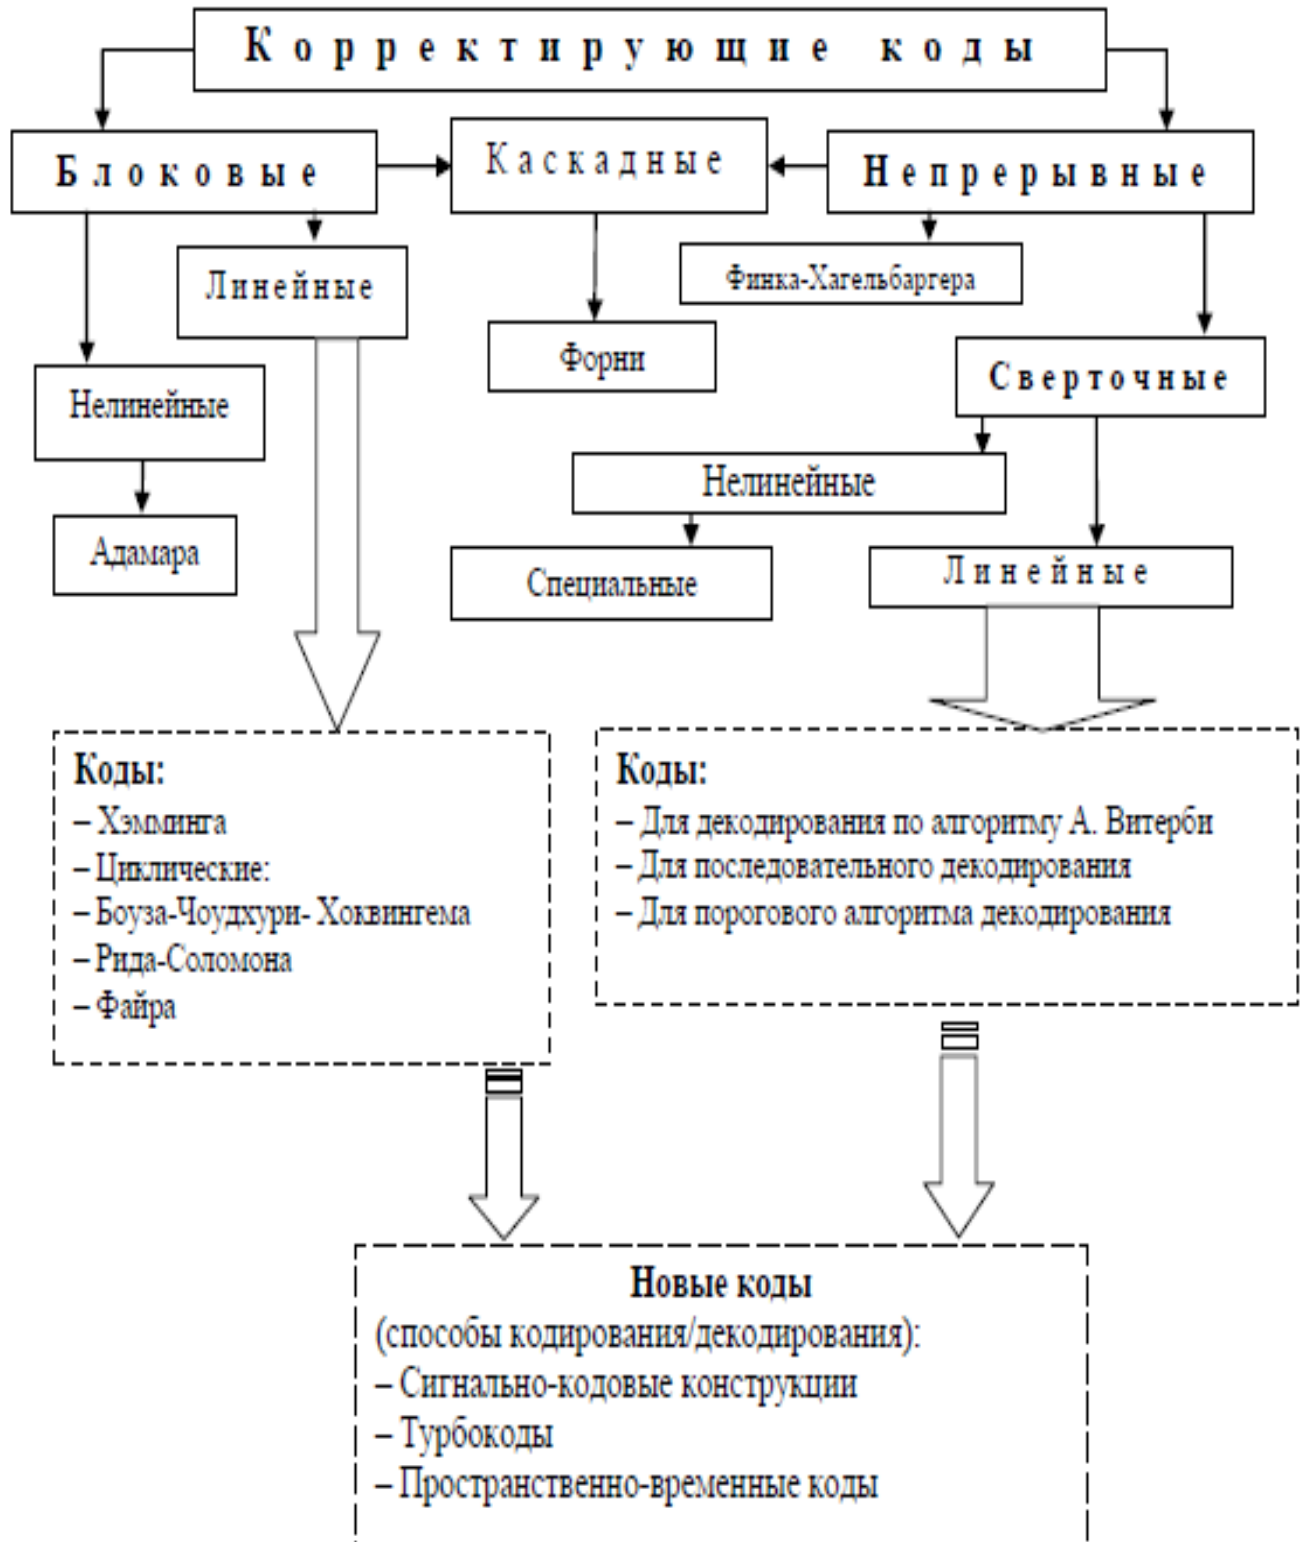 Корректирующие коды
Блоковые
Каскадные
Непрерывные
Линейные
Финка-Хагельбаргера
Форни
Сверточные
Нелинейные
Нелинейные
Адамара
Специальные
Линейные
Коды:
– Хэмминга
– Циклические:
– Боуза-Чоудхури- Хоквингема
– Рида-Соломона
– Файра
Коды:
– Для декодирования по алгоритму А. Витерби
– Для последовательного декодирования
– Для порогового алгоритма декодирования
Новые коды
(способы кодирования/декодирования):
– Сигнально-кодовые конструкции
– Турбокоды
– Пространственно-временные коды